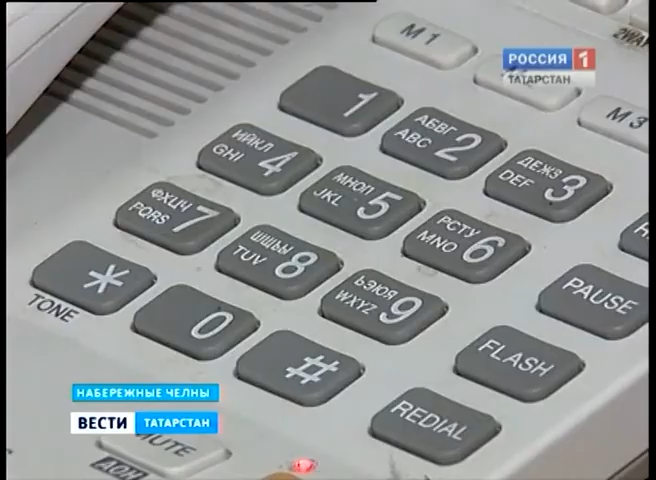 M1
РОССИЯ 1
ТАТАРСТАН
M3
1
АБВГ
ABC
2
ДЕЖЗ
DEF
3
ИЙКЛ
GHI
4
МНОП
JKL
5
РСТУ
MNO
6
ФХЦЧ
PQRS
7
ШЩЪЫ
TUV
8
ЬЭЮЯ
WXYZ
9
PAUSE
*
TONE
0
#
FLASH
REDIAL
НАБЕРЕЖНЫЕ ЧЕЛНЫ
ВЕСТИ ТАТАРСТАН
MUTE